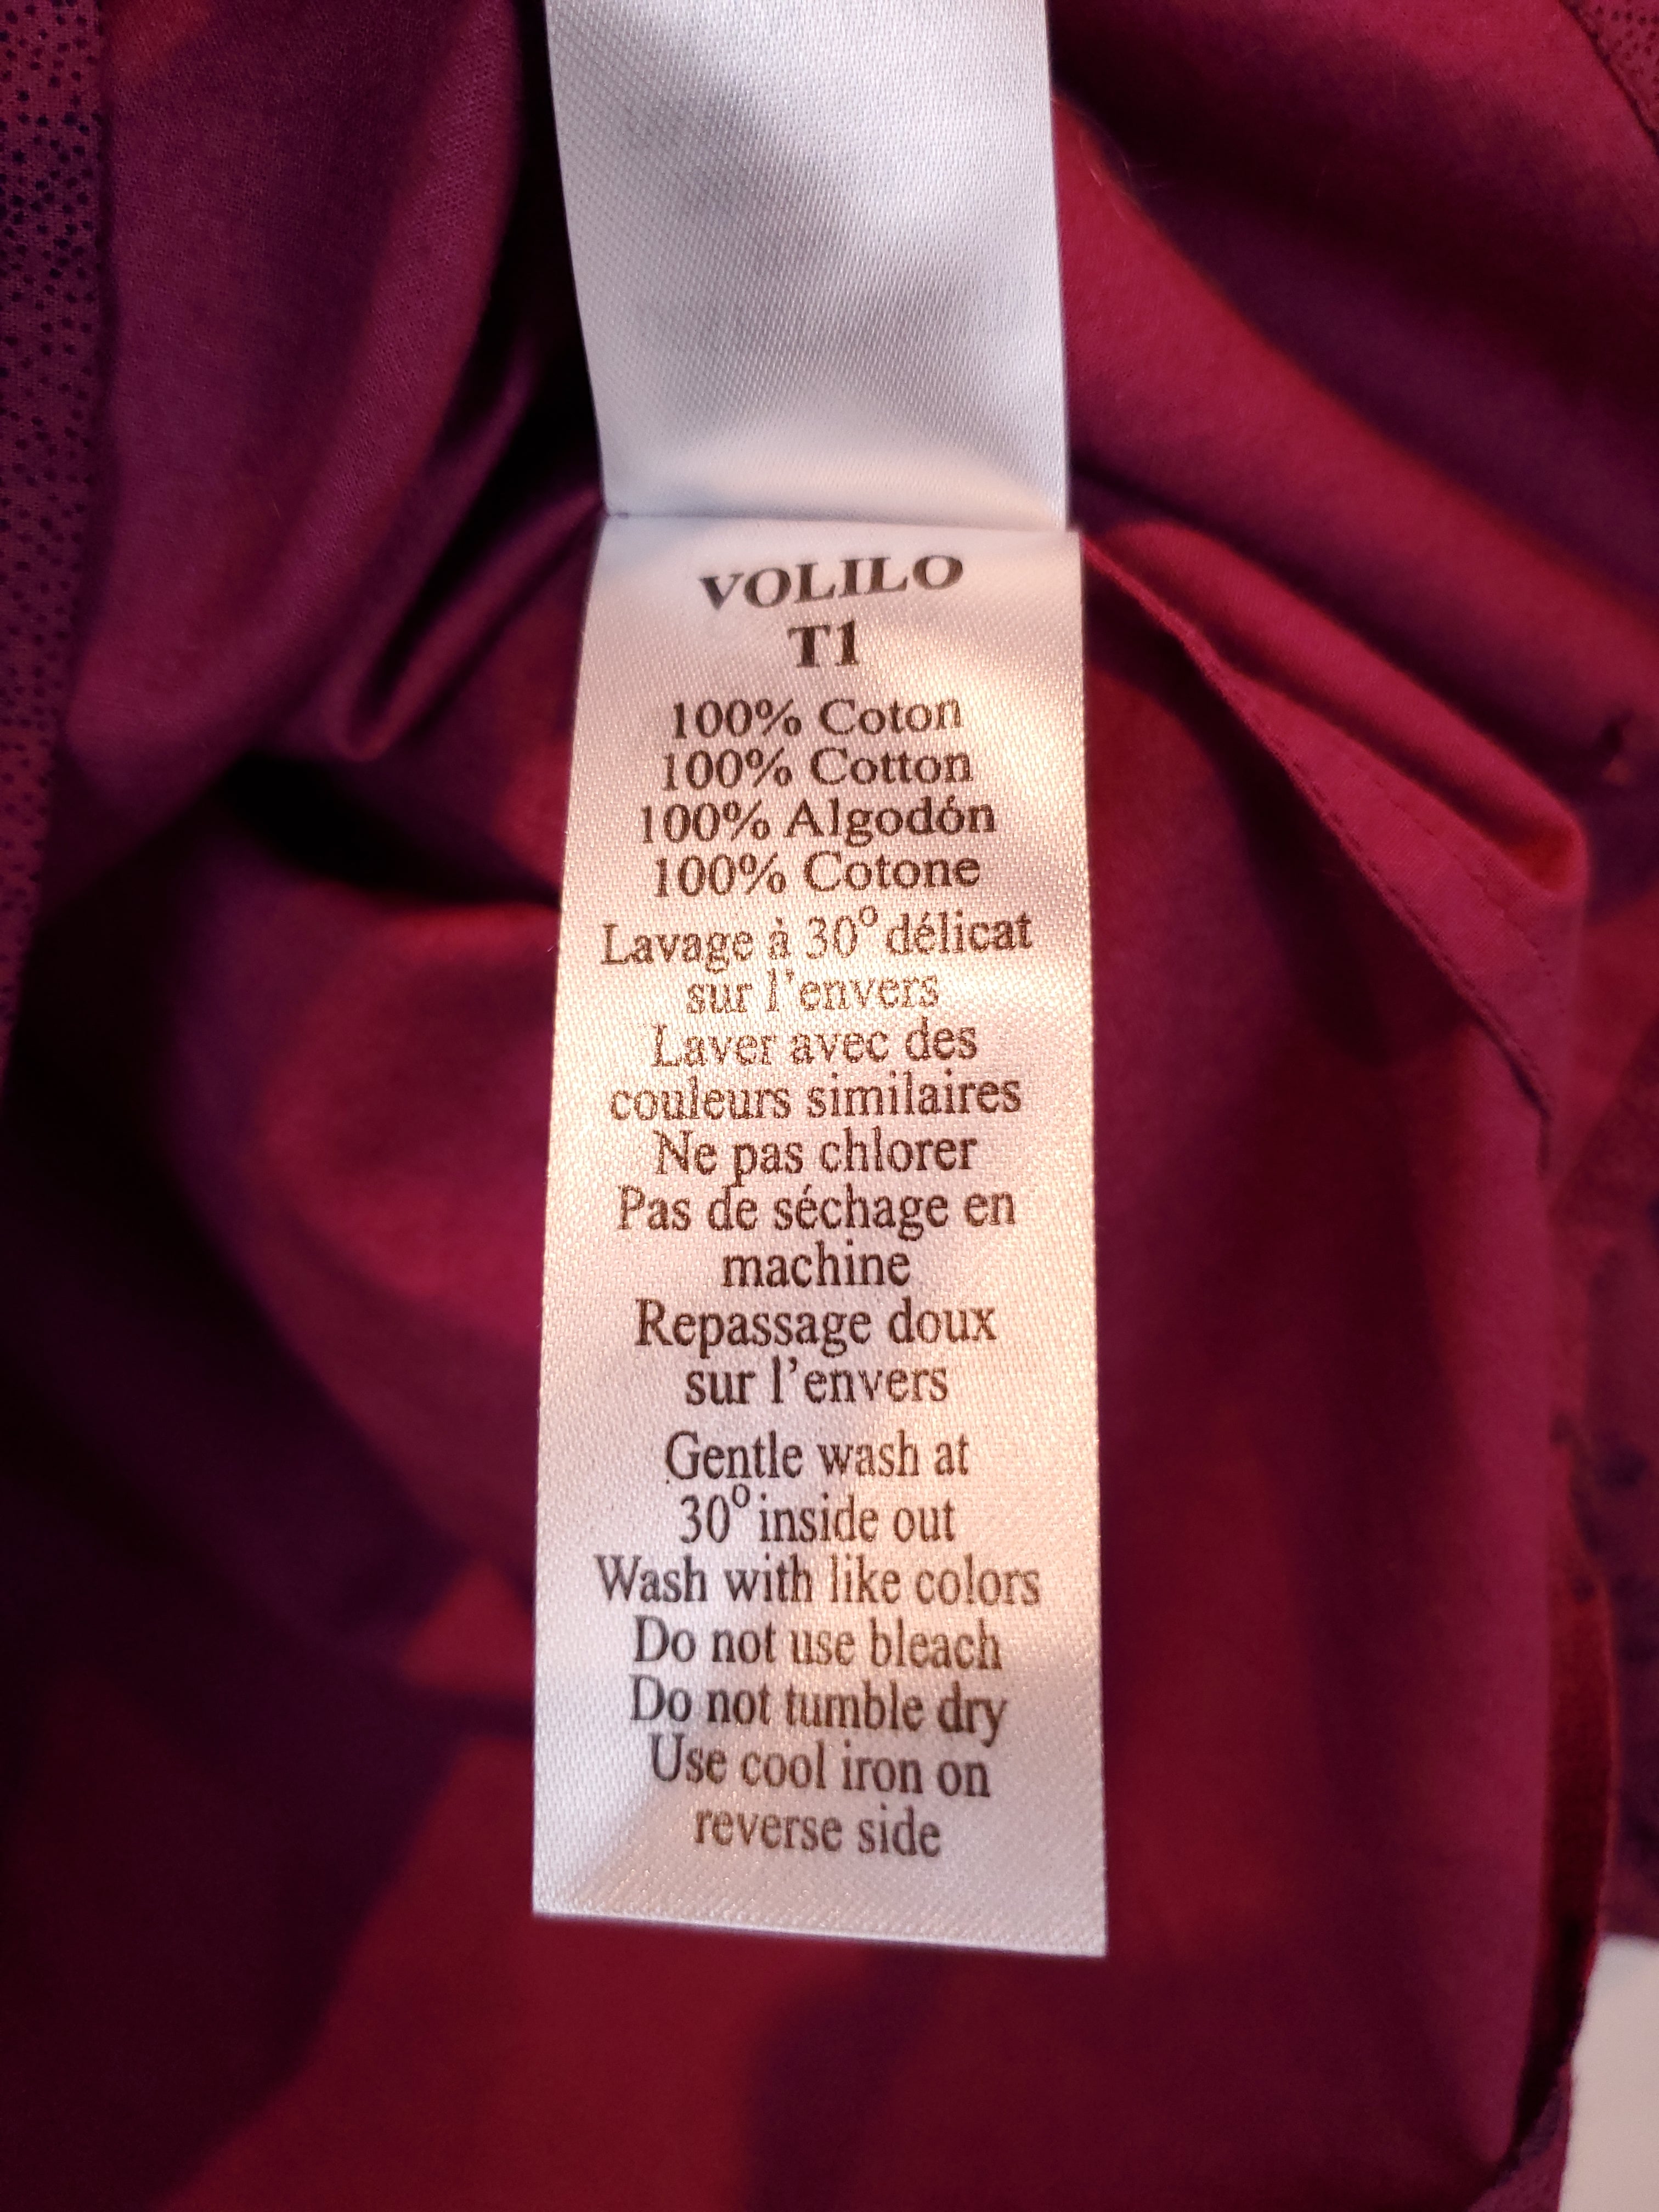 VOLILO
T1
100% Coton
100% Cotton
100% Algodón
100% Cotone
Lavage à 30° délicat
sur l'envers
Laver avec des
couleurs similaires
Ne pas chlorer
Pas de séchage en
machine
Repassage doux
sur l'envers
Gentle wash at
30° inside out
Wash with like colors
Do not use bleach
Do not tumble dry
Use cool iron on
reverse side